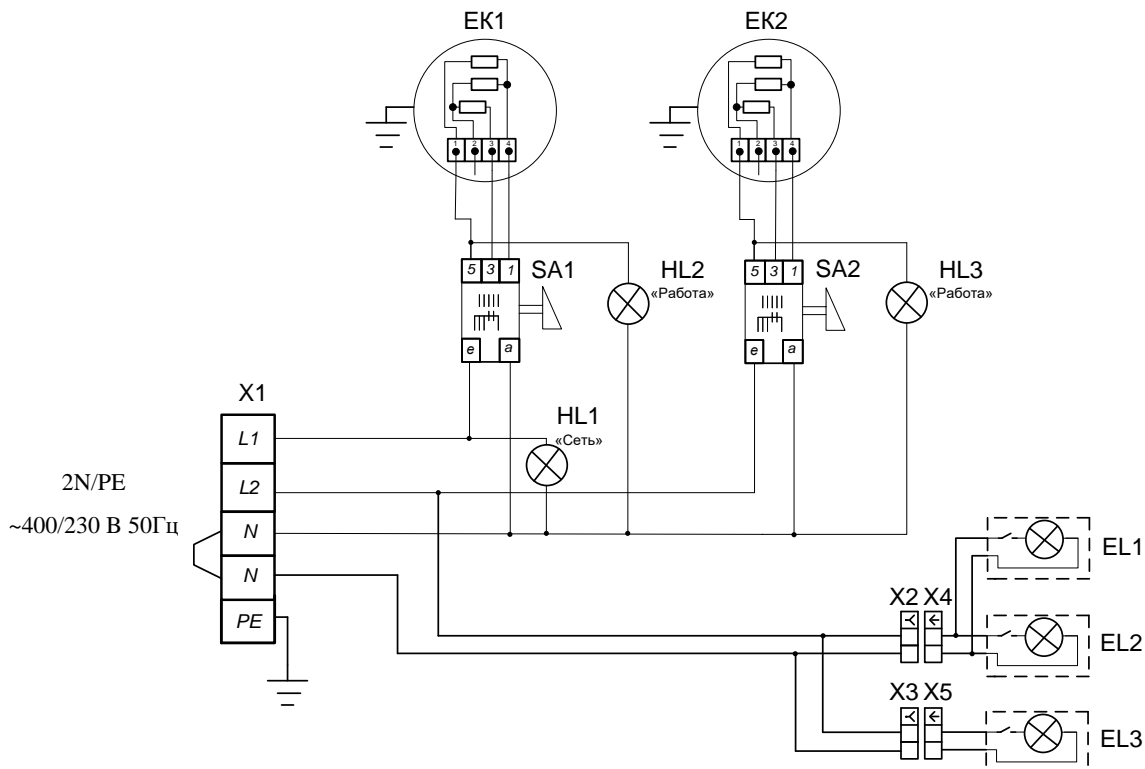 EK1 EK2
1 2 3 4 1 2 3 4
5 3 1 SA1 5 3 1 SA2
HL2 HL3
«Работа» «Работа»
e a e a
X1
HL1
«Сеть»
L1
L2
N
N
PE
2N/PE
~400/230 В 50Гц
EL1
X2 X4
EL2
X3 X5
EL3